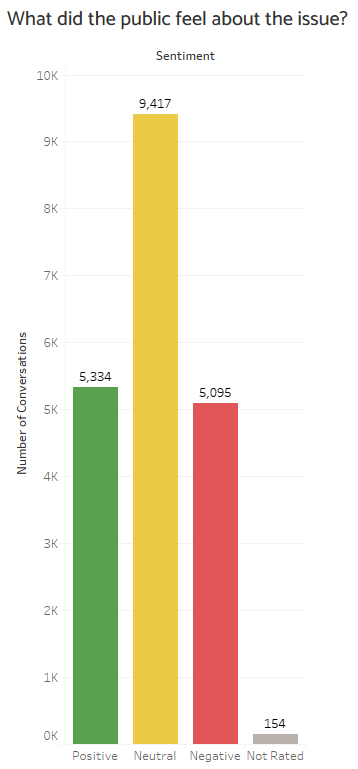 What did the public feel about the issue?
Sentiment
10K
9,417
9K
8K
7K
6K
5,334
5,095
5K
4K
3K
2K
1K
154
0K
Number of Conversations
Positive Neutral Negative Not Rated